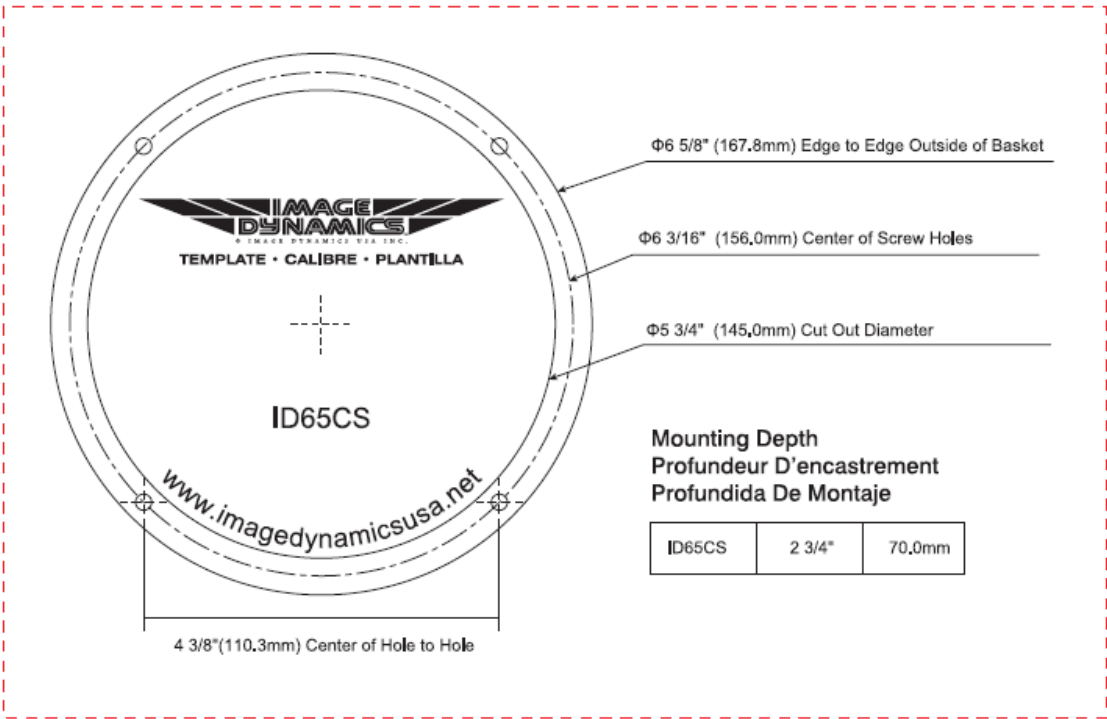 Φ6 5/8" (167.8mm) Edge to Edge Outside of Basket
IMAGE
DYNAMICS
© IMAGE DYNAMICS USA INC.
TEMPLATE · CALIBRE · PLANTILLA
Φ6 3/16" (156.0mm) Center of Screw Holes
Φ5 3/4" (145.0mm) Cut Out Diameter
ID65CS
www.imagedynamicsusa.net
4 3/8"(110.3mm) Center of Hole to Hole
Mounting Depth
Profundeur D'encastrement
Profundida De Montaje
ID65CS 2 3/4" 70.0mm